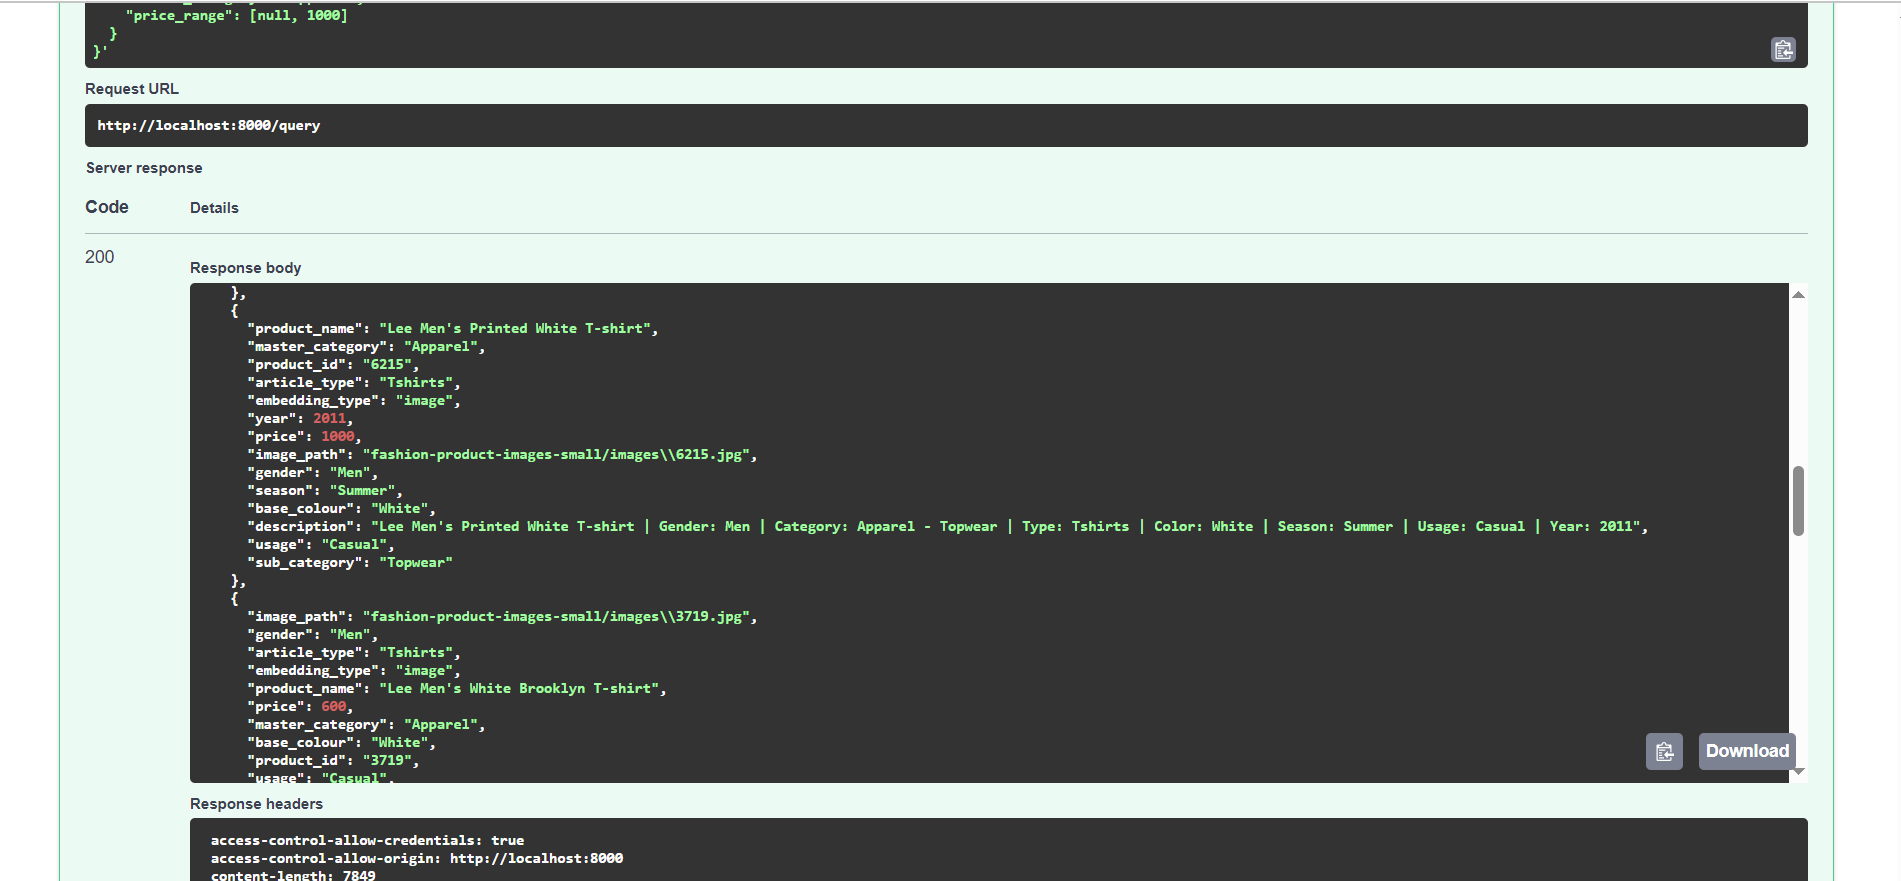 "price_range": [null, 1000]
}
}'
Request URL
http://localhost:8000/query
Server response
Code Details
200
Response body
},
{
"product_name": "Lee Men's Printed White T-shirt",
"master_category": "Apparel",
"product_id": "6215",
"article_type": "Tshirts",
"embedding_type": "image",
"year": 2011,
"price": 1000,
"image_path": "fashion-product-images-small/images\\6215.jpg",
"gender": "Men",
"season": "Summer",
"base_colour": "White",
"description": "Lee Men's Printed White T-shirt | Gender: Men | Category: Apparel - Topwear | Type: Tshirts | Color: White | Season: Summer | Usage: Casual | Year: 2011",
"usage": "Casual",
"sub_category": "Topwear"
},
{
"image_path": "fashion-product-images-small/images\\3719.jpg",
"gender": "Men",
"article_type": "Tshirts",
"embedding_type": "image",
"product_name": "Lee Men's White Brooklyn T-shirt",
"price": 600,
"master_category": "Apparel",
"base_colour": "White",
"product_id": "3719",
"usage": "Casual",
Download
Response headers
access-control-allow-credentials: true
access-control-allow-origin: http://localhost:8000
content-length: 7849